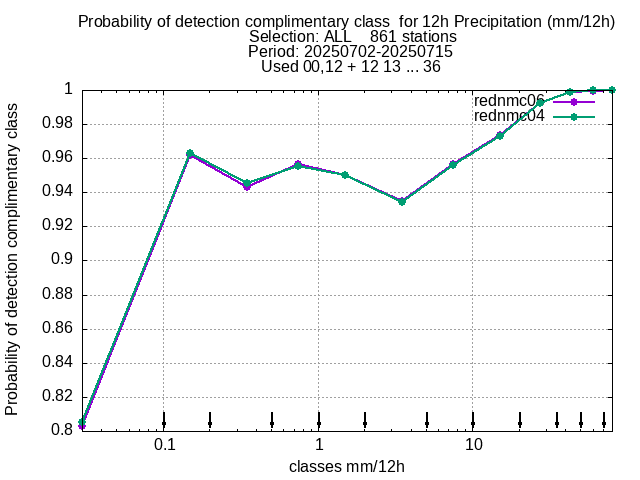 Probability of detection complimentary class  for 12h Precipitation (mm/12h)
Selection: ALL    861 stations
Period: 20250702-20250715
Used 00,12 + 12 13 ... 36
rednmc06
rednmc04
Probability of detection complimentary class
1
0.98
0.96
0.94
0.92
0.9
0.88
0.86
0.84
0.82
0.8
0.1
1
10
classes mm/12h